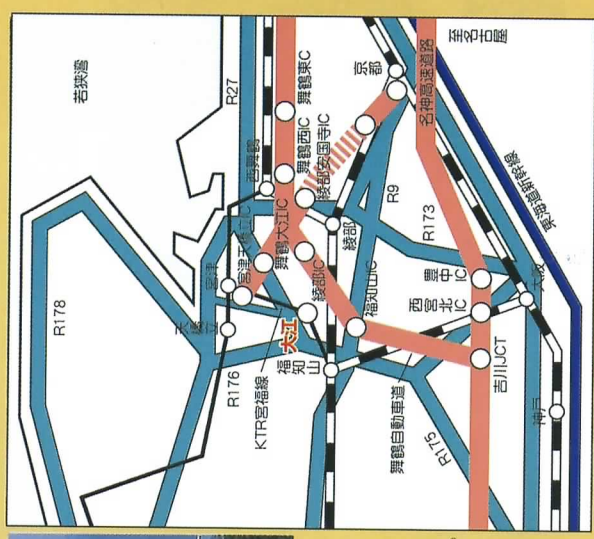 若狭湾
R178
R27
西舞鶴
舞鶴東IC
舞鶴西IC
綾部安国寺IC
京都
名神高速道路
至名古屋
東海道新幹線
天橋立
宮津
宮津天橋立IC
舞鶴大江IC
綾部IC
綾部
R9
R173
R176
KTR宮福線
大江
福知山
福知山IC
西宮北IC
豊中IC
大阪
舞鶴自動車道
R175
吉川JCT
神戸